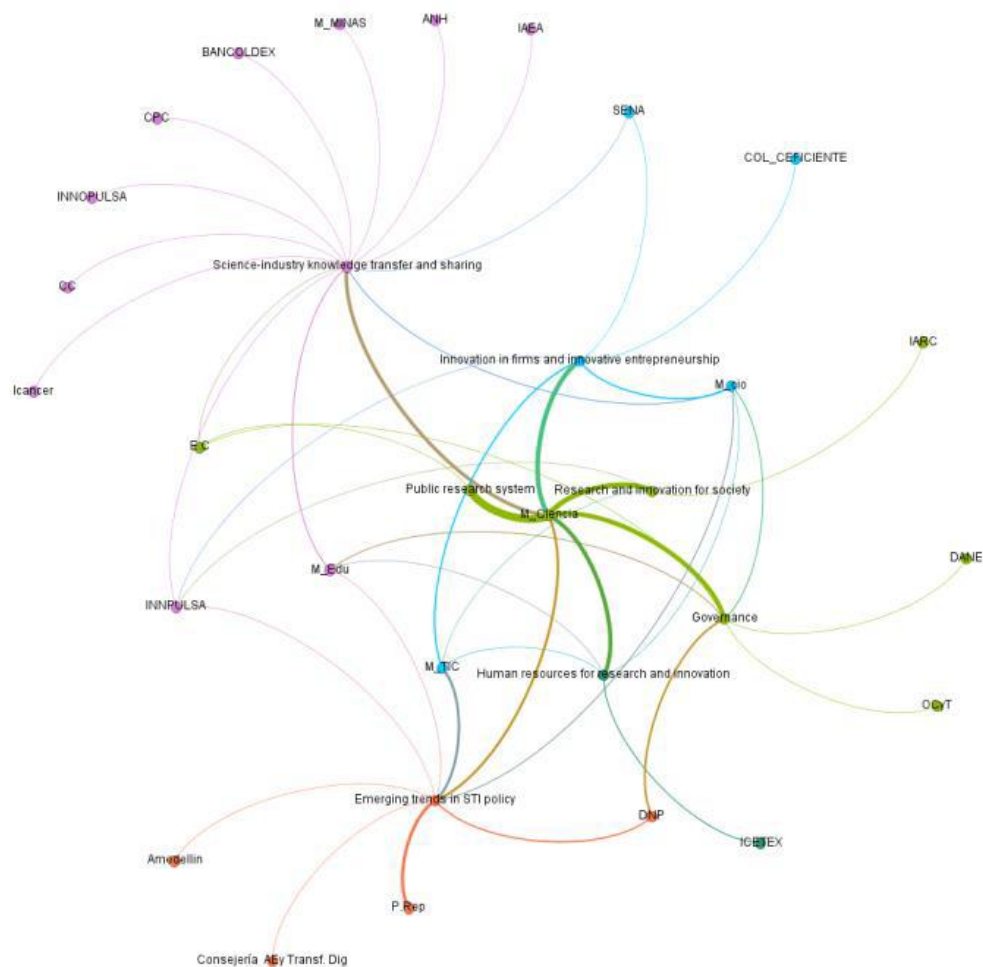 M_MINAS
ANH
IAEA
BANCOLDEX
SENA
CPC
COL_CEFICIENTE
INNOPULSA
Science-industry knowledge transfer and sharing
CC
IARC
Innovation in firms and innovative entrepreneurship
M_cio
Icancer
E.C
Public research system
Research and innovation for society
M_Ciencia
DANE
M_Edu
INNPULSA
Governance
M_TIC
Human resources for research and innovation
OCyT
Emerging trends in STI policy
DNP
ICETEX
Amedellin
P.Rep
Consejería AEy Transf. Dig